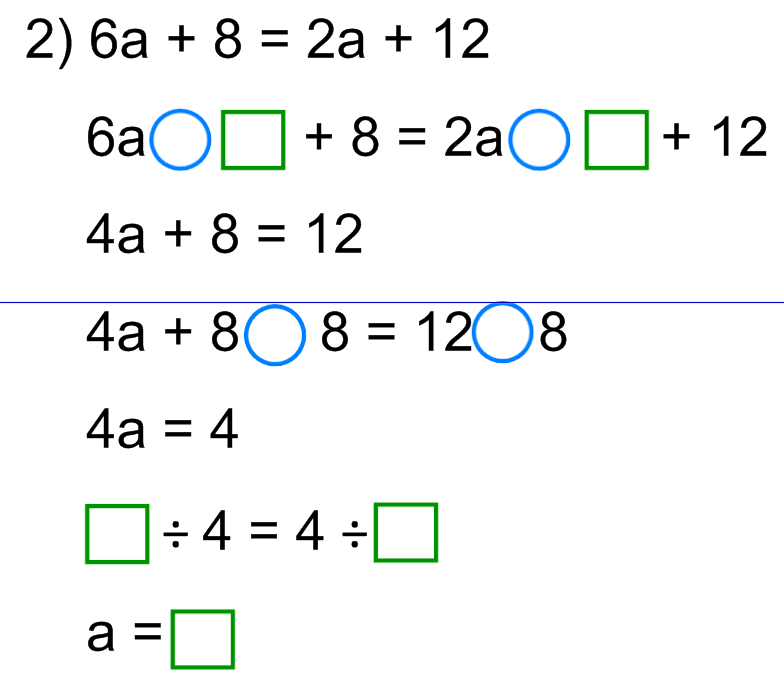 2) 6a + 8 = 2a + 12
6a + 8 = 2a + 12
4a + 8 = 12
4a + 8 8 = 12 8
4a = 4
÷ 4 = 4 ÷
a =